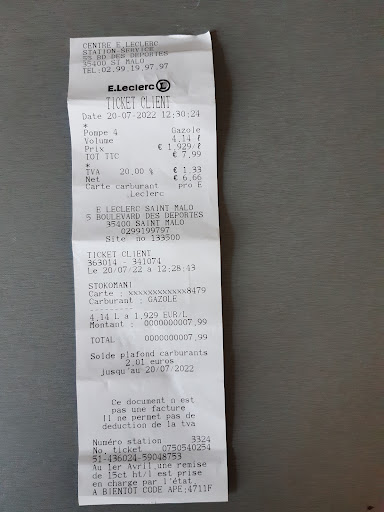 CENTRE E.LECLERC
STATION SERVICE
55 BD DES DEPORTES
35400 ST MALO
TEL:02.99.19.97.97
E.Leclerc L
TICKET CLIENT
Date 20-07-2022 12:30:24
*
Pompe 4 Gazole
Volume 4,14 ℓ
Prix € 1,929 ℓ
TOT TTC € 7,99
*
TVA 20,00 % € 1,33
Net € 6,66
Carte carburant pro E
.Leclerc
E LECLERC SAINT MALO
5 BOULEVARD DES DEPORTES
35400 SAINT MALO
0299199797
Site no 133500
TICKET CLIENT
363014 - 341074
Le 20/07/22 à 12:28:43
STOKOMANI
Carte : xxxxxxxxxxxx8479
Carburant : GAZOLE
4,14 L à 1,929 EUR/L
Montant : 0000000007,99
TOTAL 0000000007,99
Solde plafond carburants
2,01 euros
jusqu'au 20/07/2022
Ce document n est
pas une facture
Il ne permet pas de
deduction de la tva
Numéro station 3324
No. ticket 0750540254
51-436024-59048753
Au 1er Avril,une remise
de 15ct ht/l est prise
en charge par l'état
A BIENTOT CODE APE;4711F